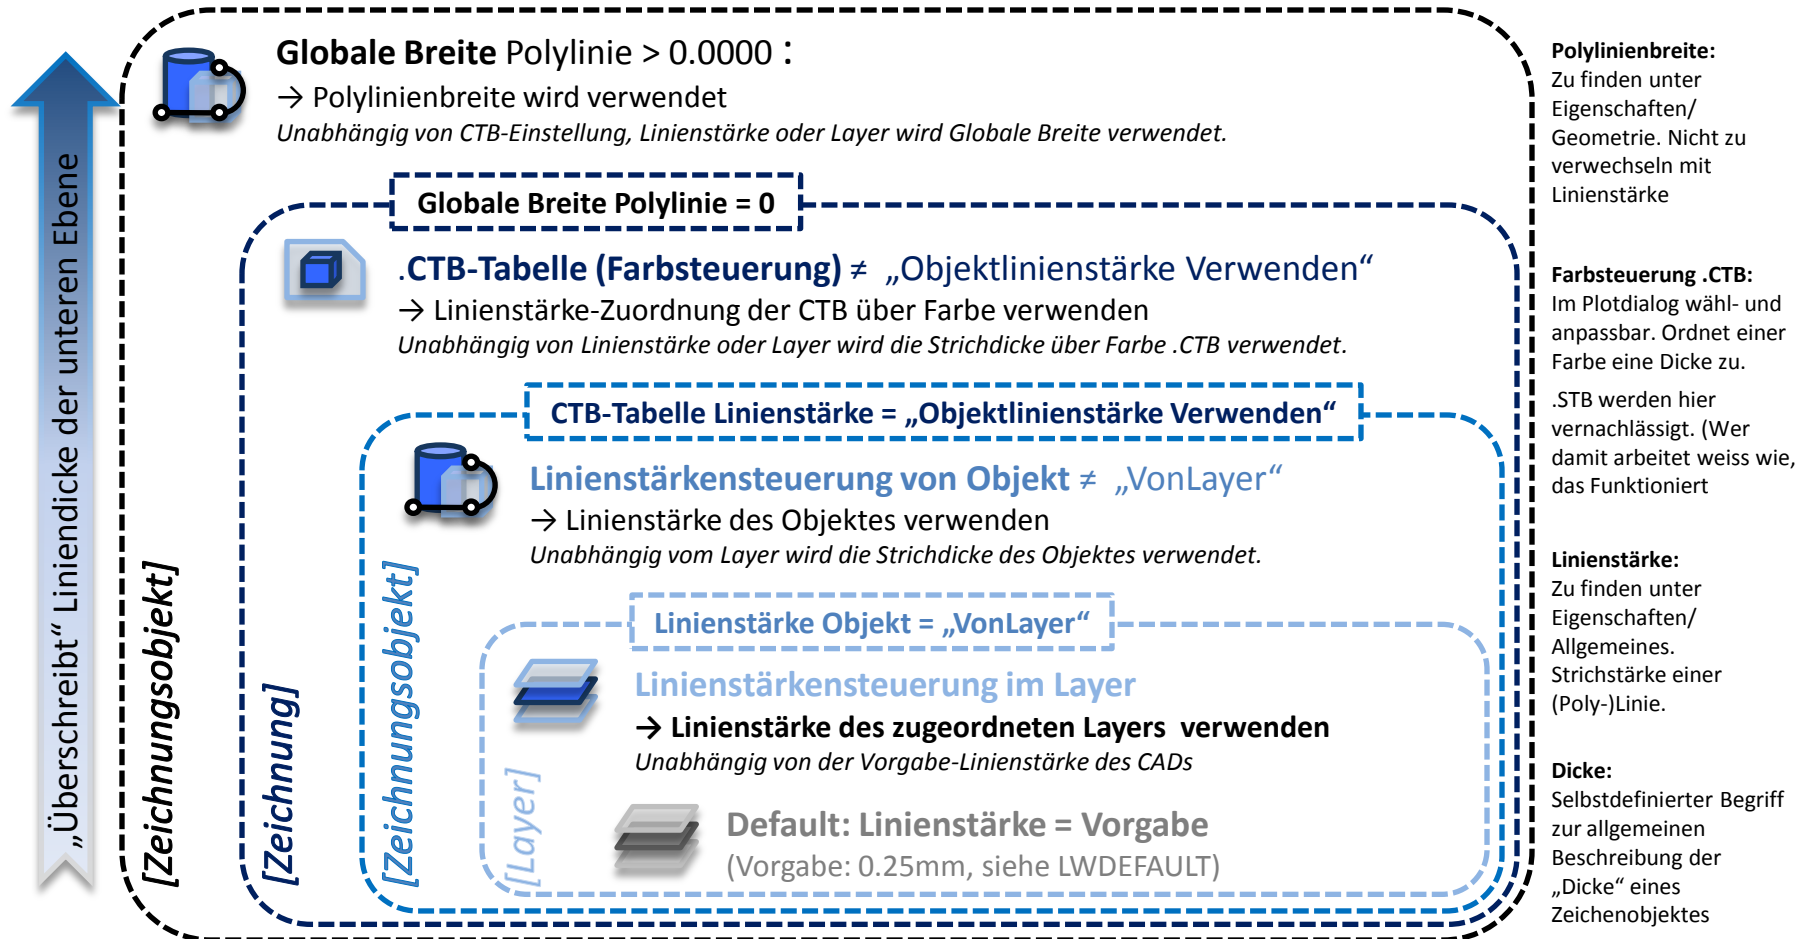 „Überschreibt“ Liniendicke der unteren Ebene
Globale Breite Polylinie > 0.0000 :
→ Polylinienbreite wird verwendet
Unabhängig von CTB-Einstellung, Linienstärke oder Layer wird Globale Breite verwendet.
[Zeichnungsobjekt]
Globale Breite Polylinie = 0
.CTB-Tabelle (Farbsteuerung) ≠ „Objektlinienstärke Verwenden“
→ Linienstärke-Zuordnung der CTB über Farbe verwenden
Unabhängig von Linienstärke oder Layer wird die Strichdicke über Farbe .CTB verwendet.
[Zeichnung]
CTB-Tabelle Linienstärke = „Objektlinienstärke Verwenden“
Linienstärkensteuerung von Objekt ≠ „VonLayer“
→ Linienstärke des Objektes verwenden
Unabhängig vom Layer wird die Strichdicke des Objektes verwendet.
[Zeichnungsobjekt]
Linienstärke Objekt = „VonLayer“
Linienstärkensteuerung im Layer
→ Linienstärke des zugeordneten Layers verwenden
Unabhängig von der Vorgabe-Linienstärke des CADs
[Layer]
Default: Linienstärke = Vorgabe
(Vorgabe: 0.25mm, siehe LWDEFAULT)
Polylinienbreite:
Zu finden unter
Eigenschaften/
Geometrie. Nicht zu
verwechseln mit
Linienstärke
Farbsteuerung .CTB:
Im Plotdialog wähl- und
anpassbar. Ordnet einer
Farbe eine Dicke zu.
.STB werden hier
vernachlässigt. (Wer
damit arbeitet weiss wie,
das Funktioniert
Linienstärke:
Zu finden unter
Eigenschaften/
Allgemeines.
Strichstärke einer
(Poly-)Linie.
Dicke:
Selbstdefinierter Begriff
zur allgemeinen
Beschreibung der
„Dicke“ eines
Zeichenobjektes